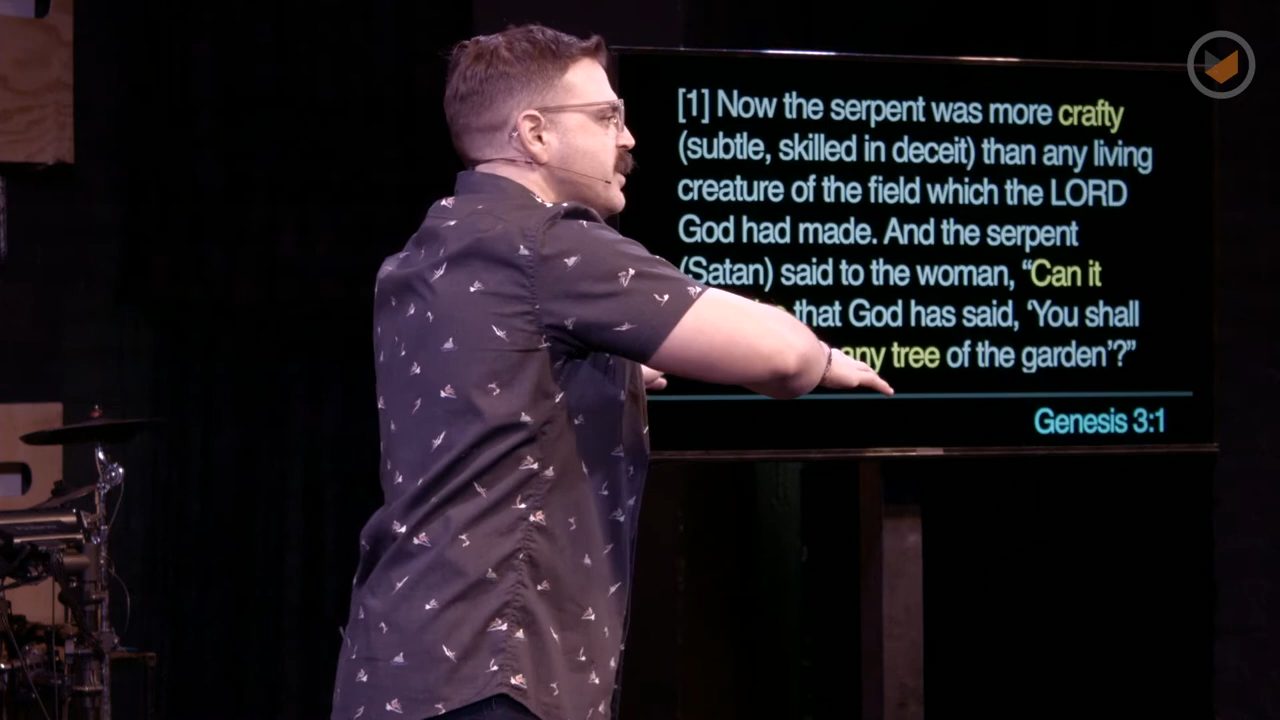 [1] Now the serpent was more crafty
(subtle, skilled in deceit) than any living
creature of the field which the LORD
God had made. And the serpent
(Satan) said to the woman, “Can it
that God has said, ‘You shall
any tree of the garden’?”
Genesis 3:1